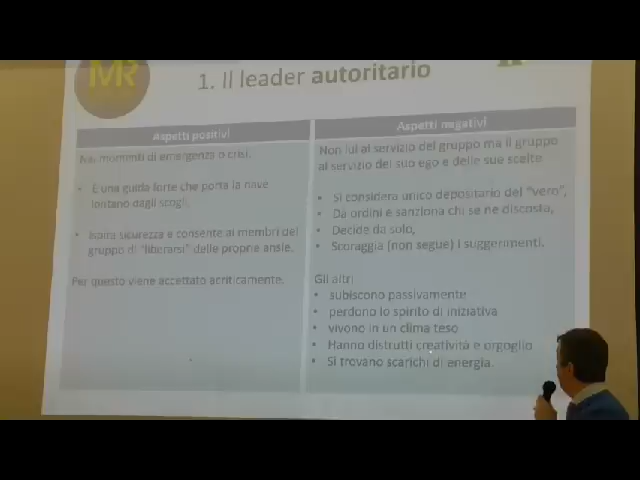 MR
1. Il leader autoritario
Aspetti positivi
Nei momenti di emergenza o crisi.
• È una guida forte che porta la nave
lontano dagli scogli.
• Ispira sicurezza e consente ai membri del
gruppo di "liberarsi" delle proprie ansie.
Per questo viene accettato acriticamente.
Aspetti negativi
Non lui al servizio del gruppo ma il gruppo
al servizio del suo ego e delle sue scelte
• Si considera unico depositario del "vero",
• Da ordini e sanziona chi se ne discosta,
• Decide da solo,
• Scoraggia (non segue) i suggerimenti.
Gli altri
• subiscono passivamente
• perdono lo spirito di iniziativa
• vivono in un clima teso
• Hanno distrutti creatività e orgoglio
• Si trovano scarichi di energia.